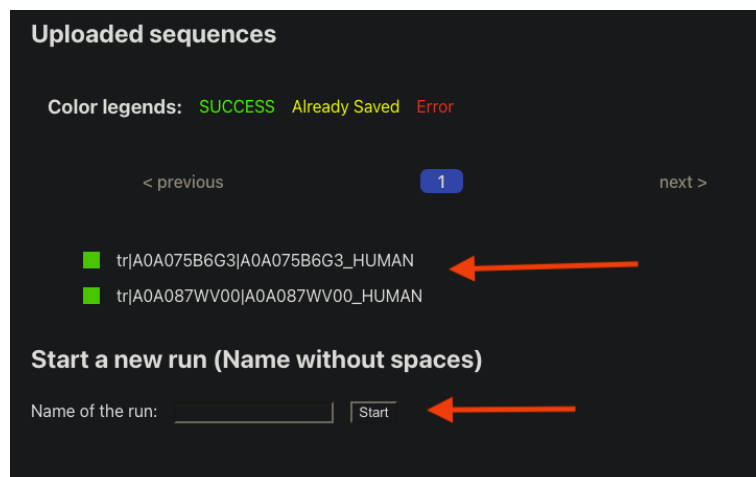 Uploaded sequences
Color legends: SUCCESS Already Saved Error
< previous 1 next >
tr|A0A075B6G3|A0A075B6G3_HUMAN
tr|A0A087WV00|A0A087WV00_HUMAN
Start a new run (Name without spaces)
Name of the run: Start